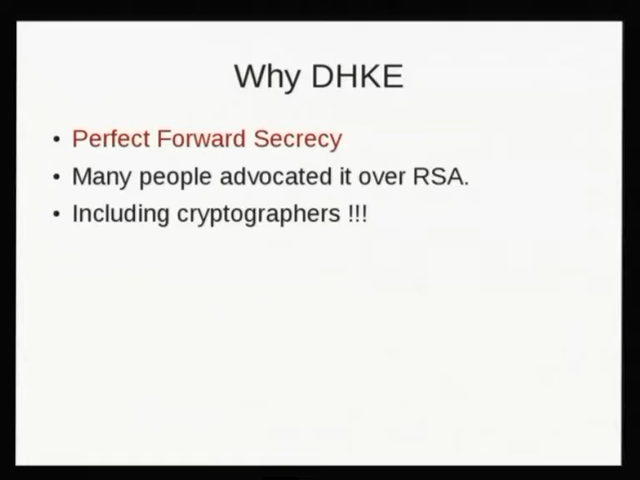 Why DHKE
• Perfect Forward Secrecy
• Many people advocated it over RSA.
• Including cryptographers !!!